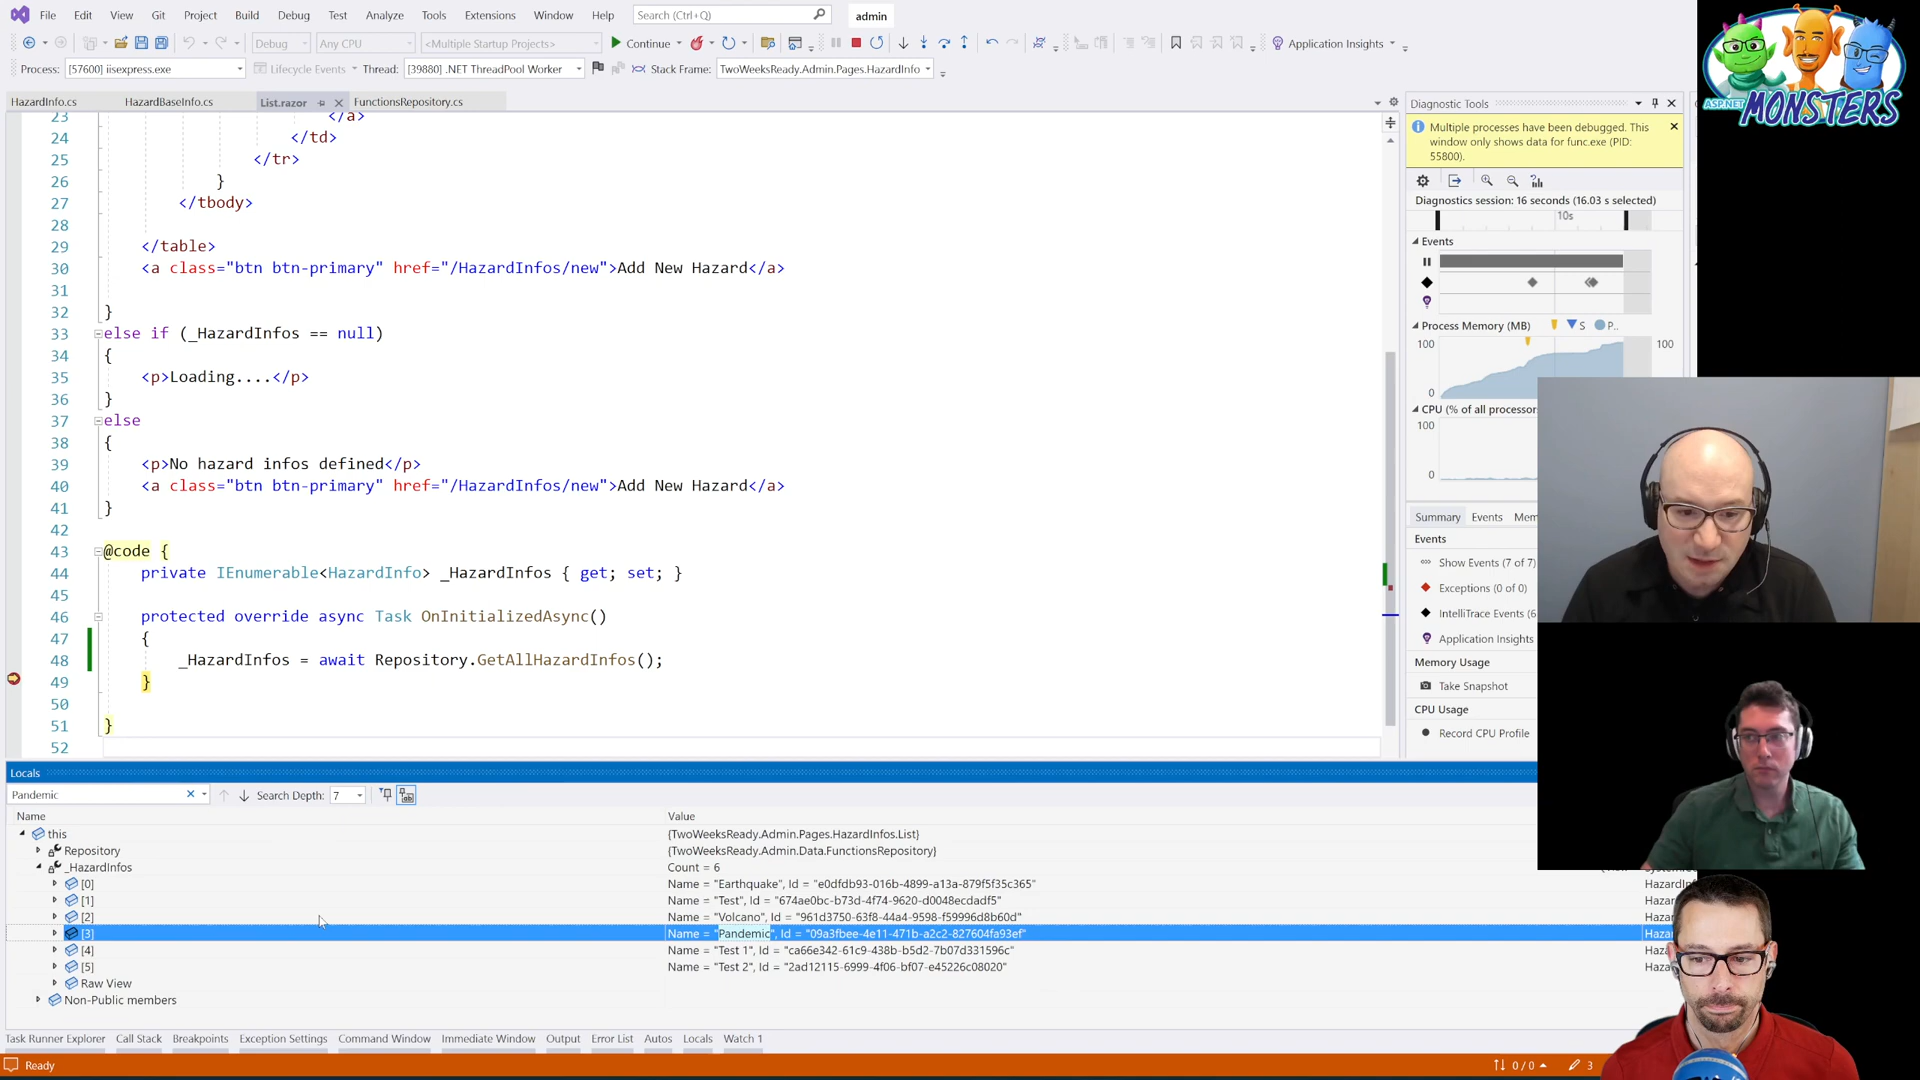 File Edit View Git Project Build Debug Test Analyze Tools Extensions Window Help Search (Ctrl+Q) admin
Debug Any CPU <Multiple Startup Projects> Continue Application Insights
Process: [57600] iisexpress.exe Lifecycle Events Thread: [39880] .NET ThreadPool Worker Stack Frame: TwoWeeksReady.Admin.Pages.HazardInfo
HazardInfo.cs HazardBaseInfo.cs List.razor FunctionsRepository.cs
23 </a>
24 </td>
25 </tr>
26 }
27 </tbody>
28
29 </table>
30 <a class="btn btn-primary" href="/HazardInfos/new">Add New Hazard</a>
31
32 }
33 else if (_HazardInfos == null)
34 {
35 <p>Loading....</p>
36 }
37 else
38 {
39 <p>No hazard infos defined</p>
40 <a class="btn btn-primary" href="/HazardInfos/new">Add New Hazard</a>
41 }
42
43 @code {
44 private IEnumerable<HazardInfo> _HazardInfos { get; set; }
45
46 protected override async Task OnInitializedAsync()
47 {
48 _HazardInfos = await Repository.GetAllHazardInfos();
49 }
50
51 }
52
Diagnostic Tools
Multiple processes have been debugged. This
window only shows data for func.exe (PID:
55800).
Diagnostics session: 16 seconds (16.03 s selected)
10s
Events
Process Memory (MB) S P..
100 100
0
CPU (% of all processor
100
0
Summary Events Mem
Events
Show Events (7 of 7)
Exceptions (0 of 0)
IntelliTrace Events (6
Application Insights
Memory Usage
Take Snapshot
CPU Usage
Record CPU Profile
ASP.NET
MONSTERS
Locals
Pandemic Search Depth: 7
Name Value
this {TwoWeeksReady.Admin.Pages.HazardInfos.List}
Repository {TwoWeeksReady.Admin.Data.FunctionsRepository}
_HazardInfos Count = 6
[0] Name = "Earthquake", Id = "e0dfdb93-016b-4899-a13a-879f5f35c365" HazardI
[1] Name = "Test", Id = "674ae0bc-b73d-4f74-9620-d0048ecdadf5" HazardI
[2] Name = "Volcano", Id = "961d3750-63f8-44a4-9598-f59996d8b60d" Hazard
[3] Name = "Pandemic", Id = "09a3fbee-4e11-471b-a2c2-827604fa93ef" Hazar
[4] Name = "Test 1", Id = "ca66e342-61c9-438b-b5d2-7b07d331596c" Hazar
[5] Name = "Test 2", Id = "2ad12115-6999-4f06-bf07-e45226c08020" Haza
Raw View
Non-Public members
Task Runner Explorer Call Stack Breakpoints Exception Settings Command Window Immediate Window Output Error List Autos Locals Watch 1
Ready 0 / 0 3